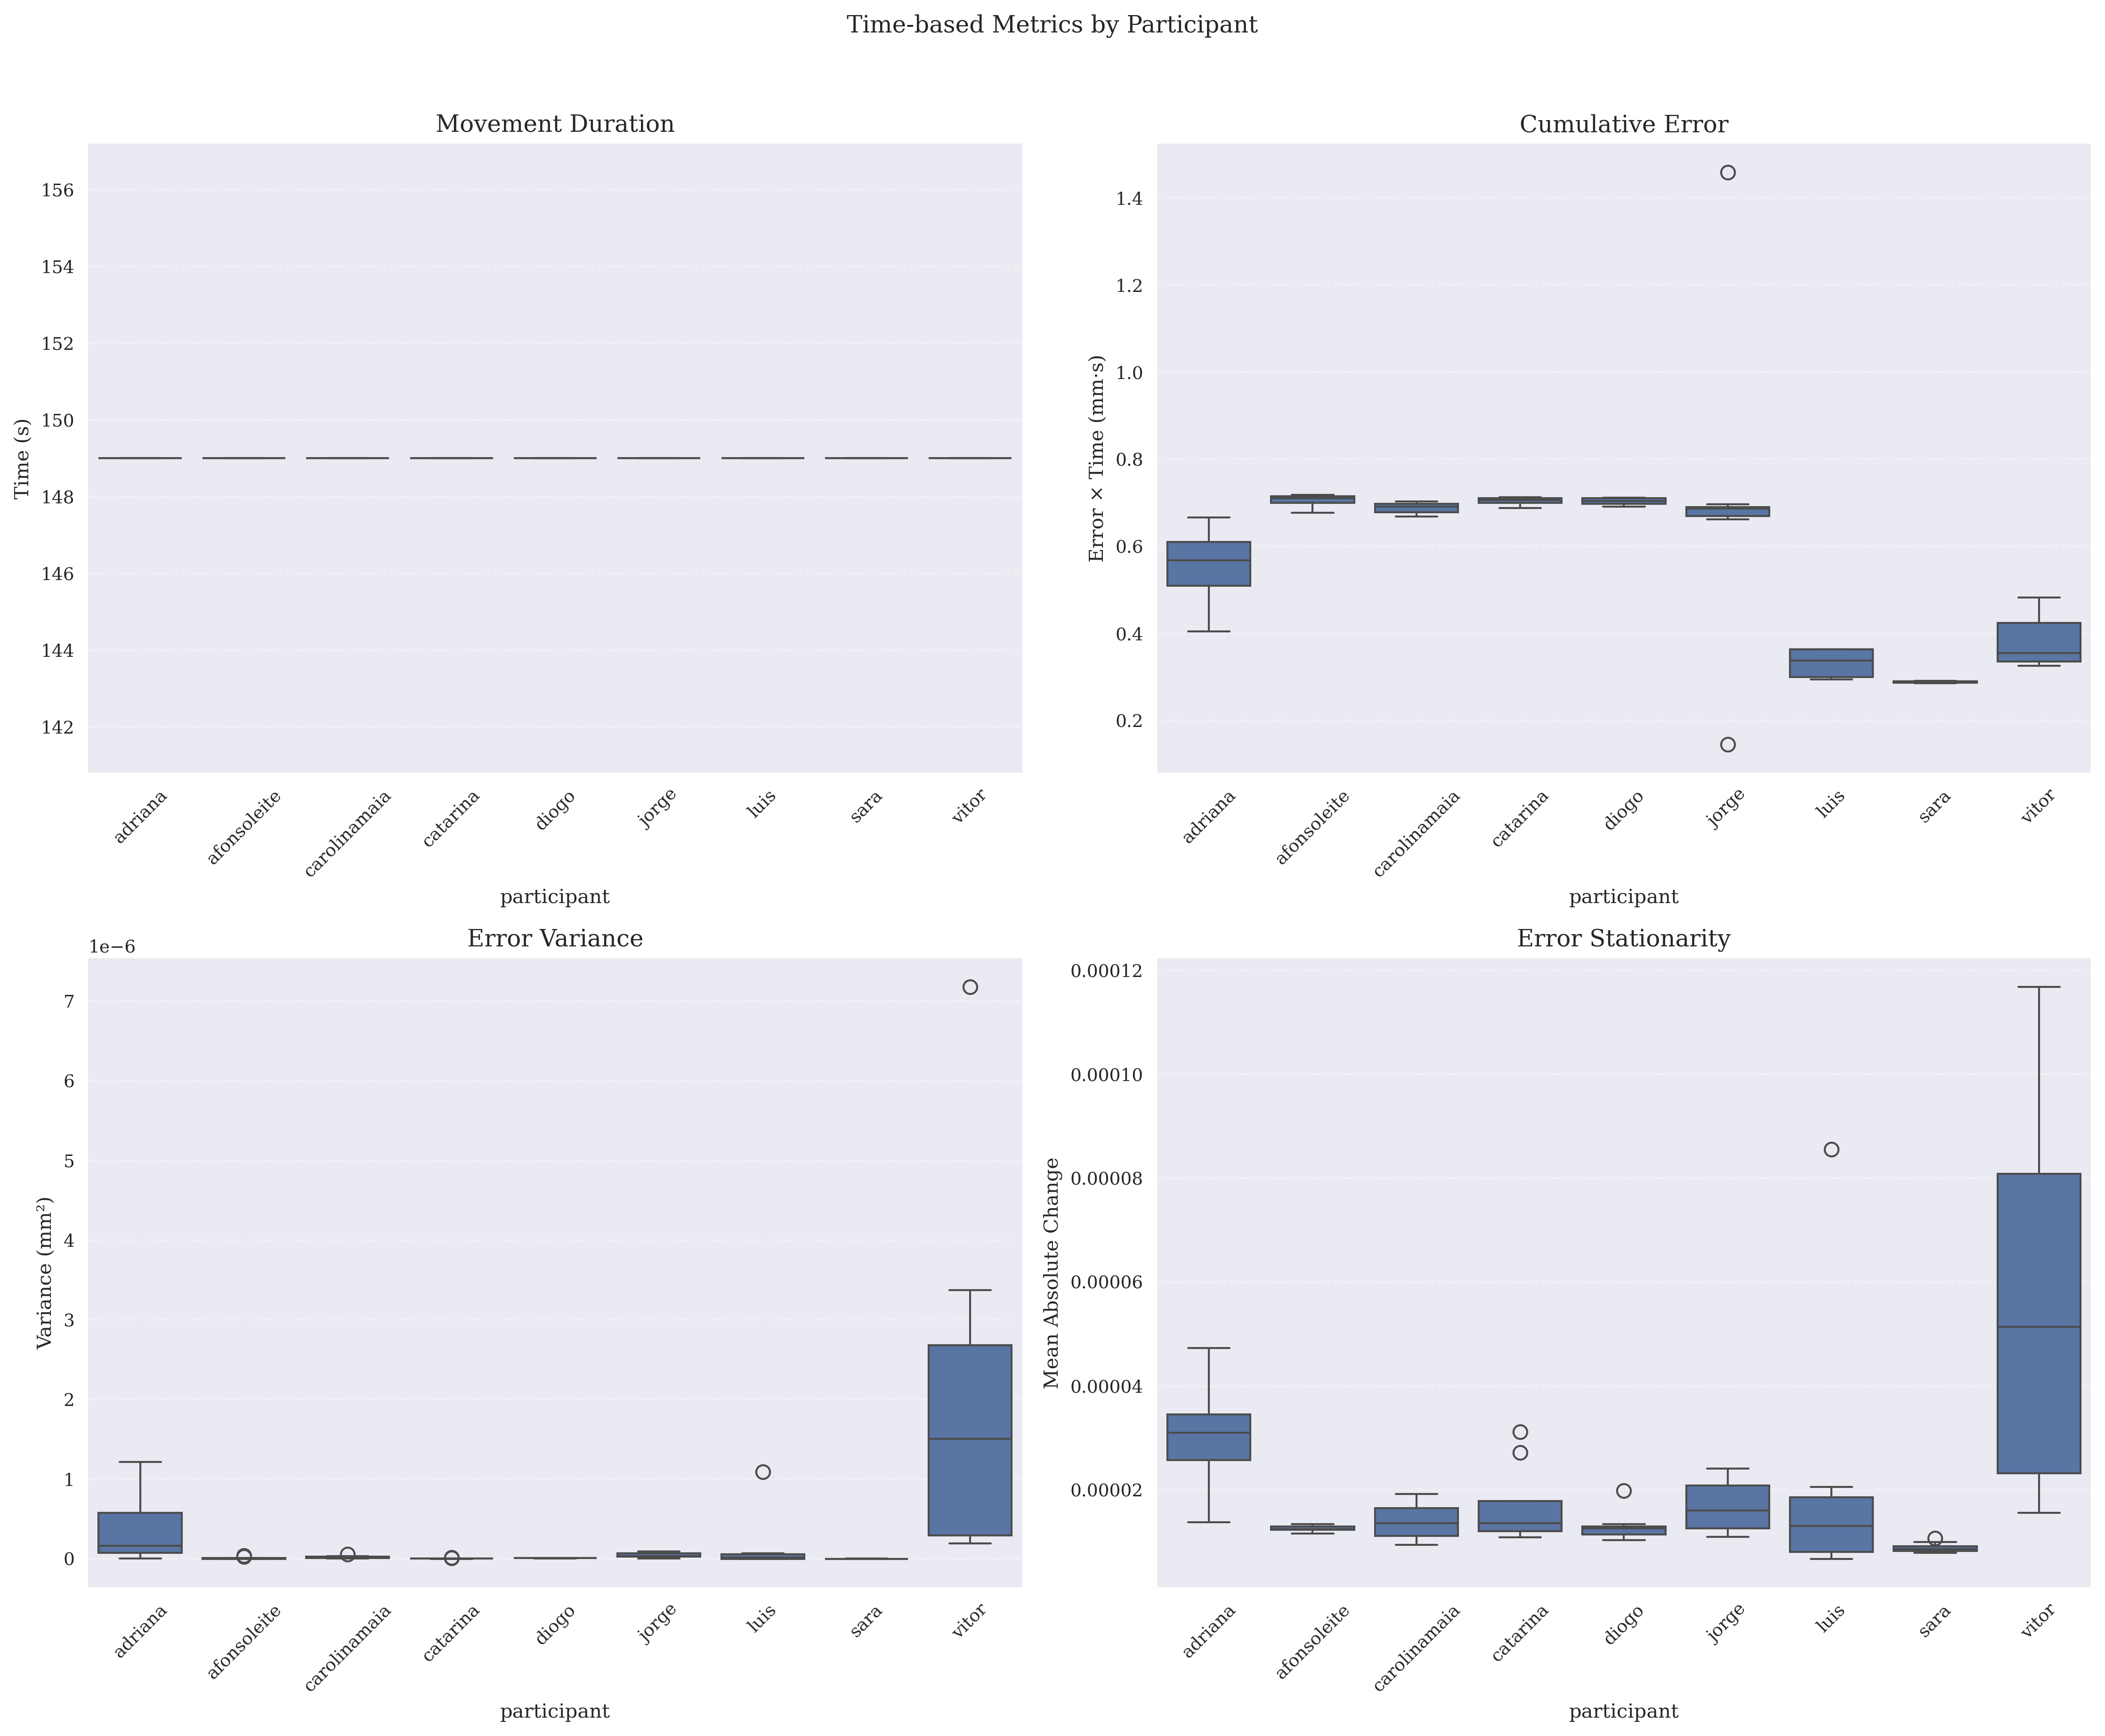 Time-based Metrics by Participant
Movement Duration
Time (s)
156
154
152
150
148
146
144
142
adriana
afonsoleite
carolinamaia
catarina
diogo
jorge
luis
sara
vitor
participant
Cumulative Error
Error × Time (mm·s)
1.4
1.2
1.0
0.8
0.6
0.4
0.2
adriana
afonsoleite
carolinamaia
catarina
diogo
jorge
luis
sara
vitor
participant
Error Variance
1e−6
Variance (mm²)
7
6
5
4
3
2
1
0
adriana
afonsoleite
carolinamaia
catarina
diogo
jorge
luis
sara
vitor
participant
Error Stationarity
Mean Absolute Change
0.00012
0.00010
0.00008
0.00006
0.00004
0.00002
adriana
afonsoleite
carolinamaia
catarina
diogo
jorge
luis
sara
vitor
participant